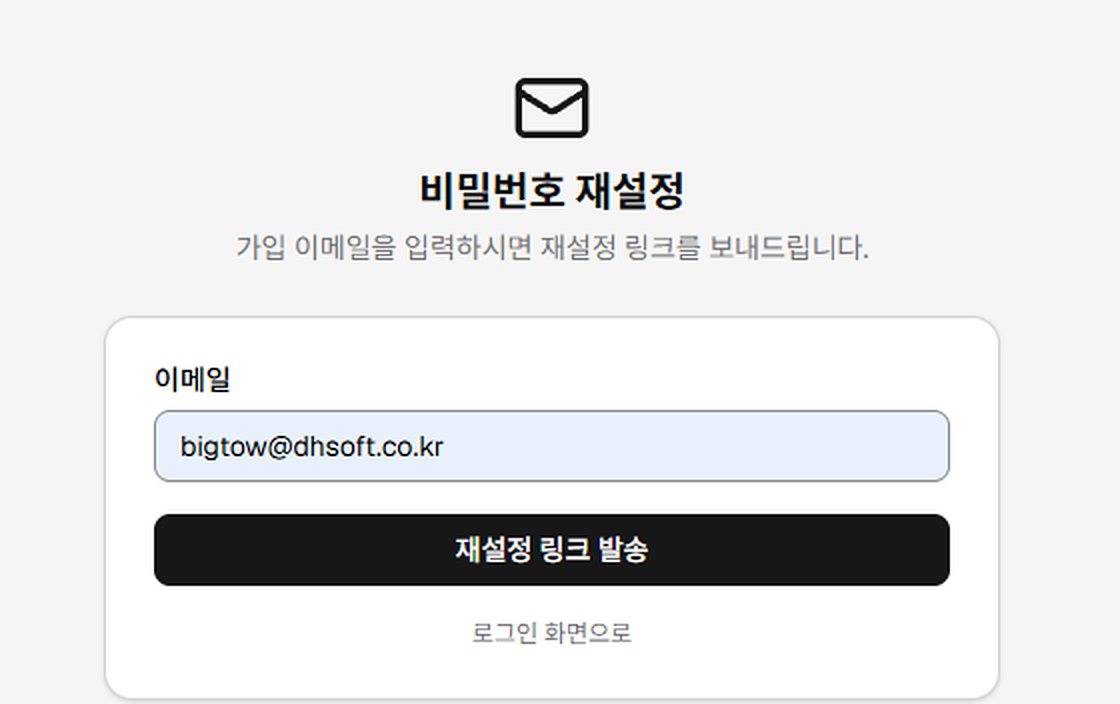 비밀번호 재설정
가입 이메일을 입력하시면 재설정 링크를 보내드립니다.
이메일
bigtow@dhsoft.co.kr
재설정 링크 발송
로그인 화면으로